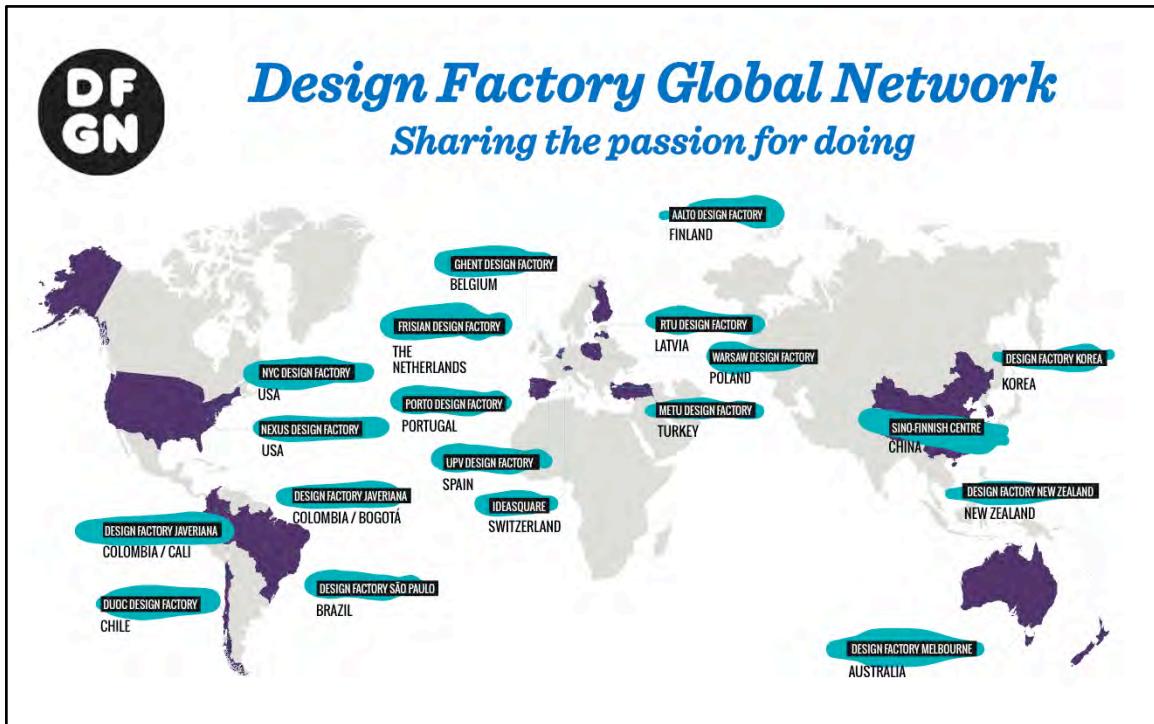 DF
GN
Design Factory Global Network
Sharing the passion for doing
AALTO DESIGN FACTORY
FINLAND
GHENT DESIGN FACTORY
BELGIUM
FRISIAN DESIGN FACTORY
THE
NETHERLANDS
RTU DESIGN FACTORY
LATVIA
WARSAW DESIGN FACTORY
POLAND
DESIGN FACTORY KOREA
KOREA
NYC DESIGN FACTORY
USA
PORTO DESIGN FACTORY
PORTUGAL
METU DESIGN FACTORY
TURKEY
NEXUS DESIGN FACTORY
USA
SINO-FINNISH CENTRE
CHINA
UPV DESIGN FACTORY
SPAIN
DESIGN FACTORY JAVERIANA
COLOMBIA / BOGOTÁ
IDEASQUARE
SWITZERLAND
DESIGN FACTORY NEW ZEALAND
NEW ZEALAND
DESIGN FACTORY JAVERIANA
COLOMBIA / CALI
DUOC DESIGN FACTORY
CHILE
DESIGN FACTORY SÃO PAULO
BRAZIL
DESIGN FACTORY MELBOURNE
AUSTRALIA